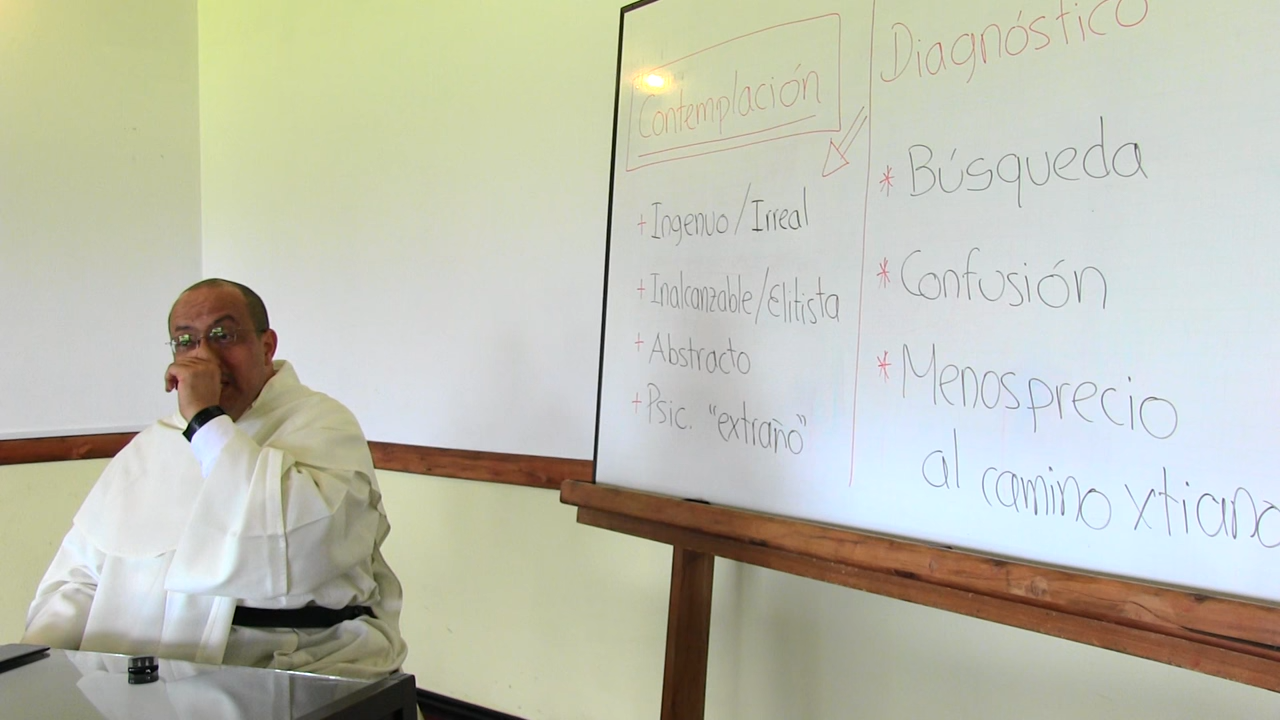 Contemplación
+ Ingenuo/Irreal
+ Inalcanzable/Elitista
+ Abstracto
+ Psic. "extraño"
Diagnóstico
* Búsqueda
* Confusión
* Menosprecio
al camino xtiano